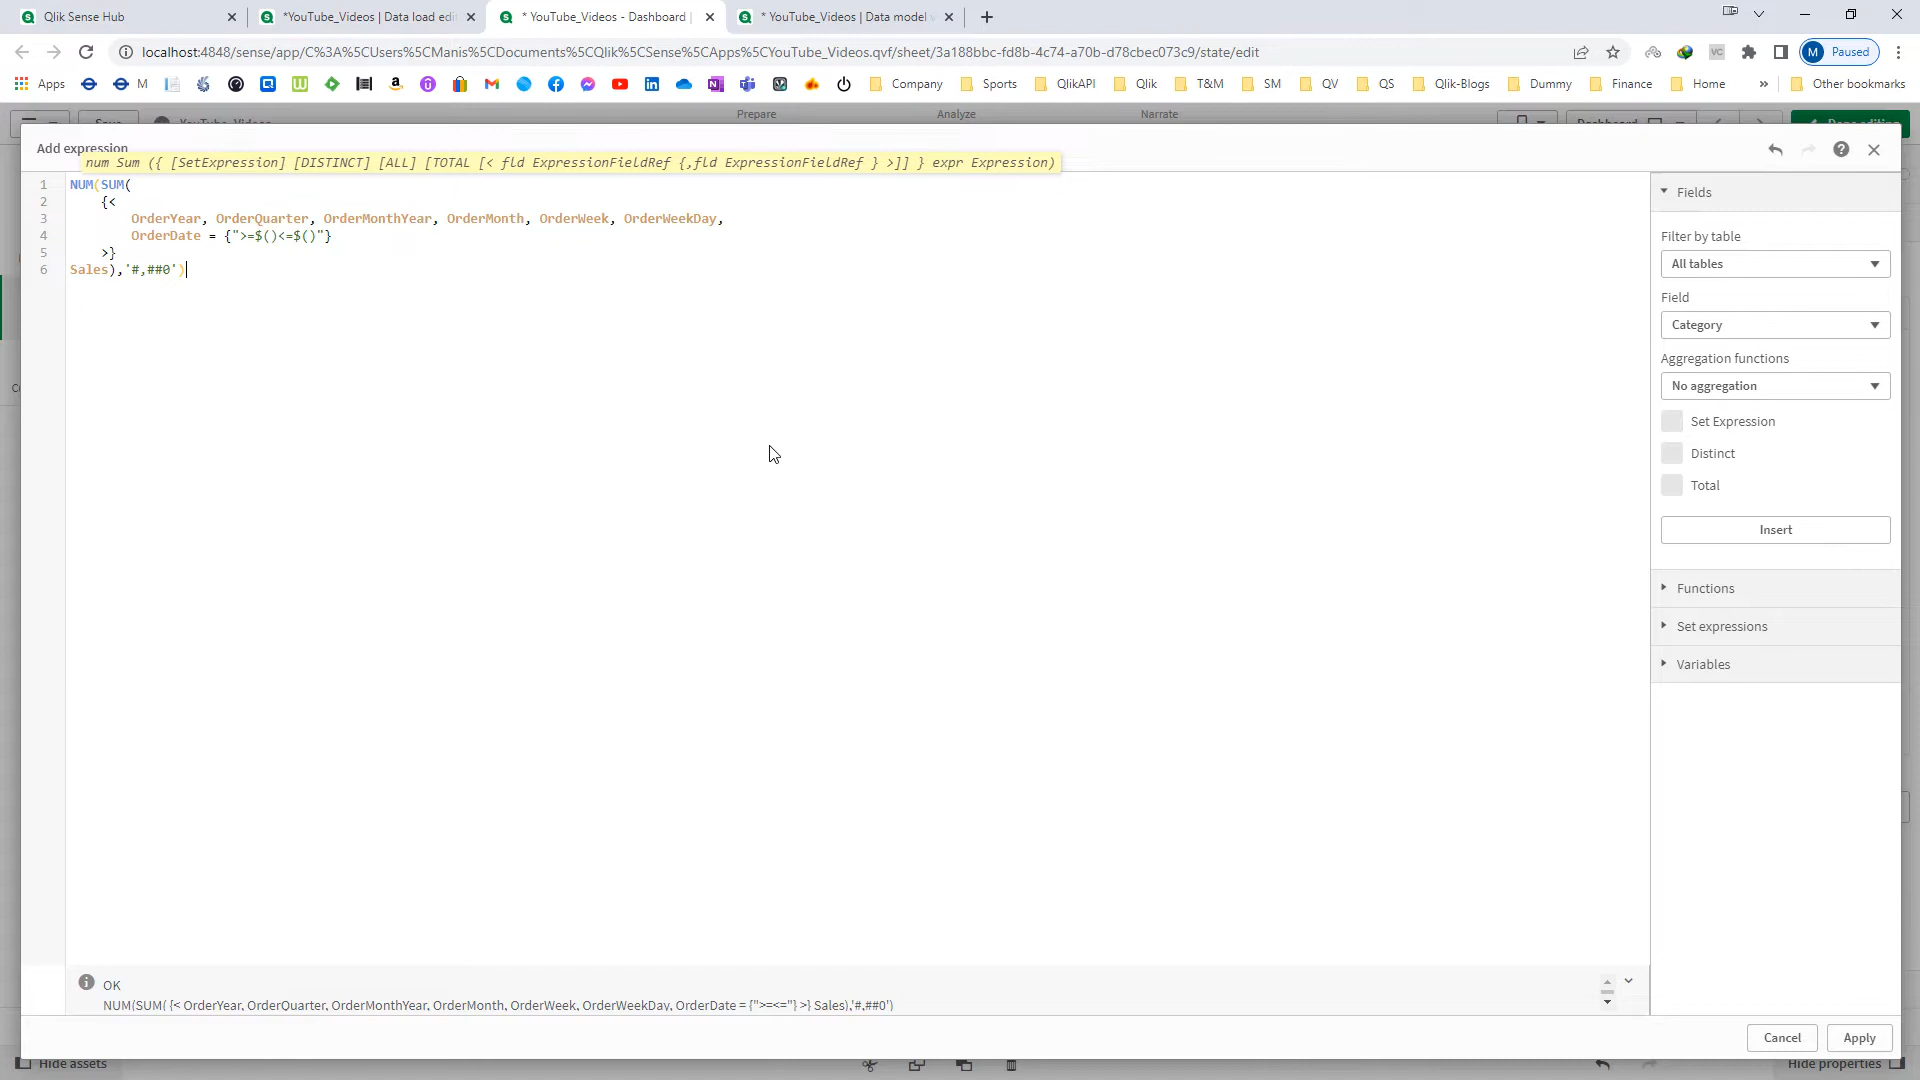 Qlik Sense Hub
*YouTube_Videos | Data load edit
* YouTube_Videos - Dashboard |
* YouTube_Videos | Data model v
localhost:4848/sense/app/C%3A%5CUsers%5CManis%5CDocuments%5CQlik%5CSense%5CApps%5CYouTube_Videos.qvf/sheet/3a188bbc-fd8b-4c74-a70b-d78cbec073c9/state/edit
M Paused
Apps M Company Sports QlikAPI Qlik T&M SM QV QS Qlik-Blogs Dummy Finance Home » Other bookmarks
Prepare Analyze Narrate
Add expression
num Sum ({ [SetExpression] [DISTINCT] [ALL] [TOTAL [< fld ExpressionFieldRef {,fld ExpressionFieldRef } >]] } expr Expression)
1 NUM(SUM(
2 {<
3 OrderYear, OrderQuarter, OrderMonthYear, OrderMonth, OrderWeek, OrderWeekDay,
4 OrderDate = {">=$()<=$()"}
5 >}
6 Sales),'#,##0')
Fields
Filter by table
All tables
Field
Category
Aggregation functions
No aggregation
Set Expression
Distinct
Total
Insert
Functions
Set expressions
Variables
OK
NUM(SUM( {< OrderYear, OrderQuarter, OrderMonthYear, OrderMonth, OrderWeek, OrderWeekDay, OrderDate = {">=<="} >} Sales),'#,##0')
Cancel
Apply
Hide assets
Hide properties